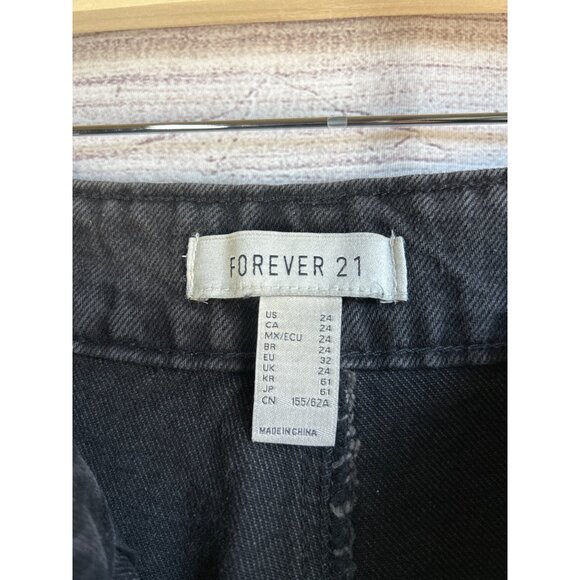 FOREVER 21
US 24
CA 24
MX/ECU 24
BR 24
EU 32
UK 24
KR 61
JP 61
CN 155/62A
MADE IN CHINA